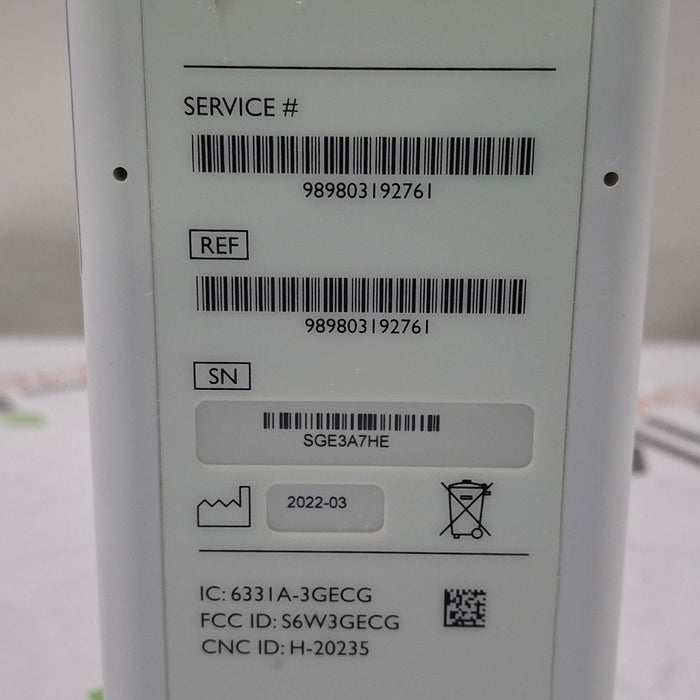 SERVICE #
989803192761
REF
989803192761
SN
SGE3A7HE
2022-03
IC: 6331A-3GECG
FCC ID: S6W3GECG
CNC ID: H-20235